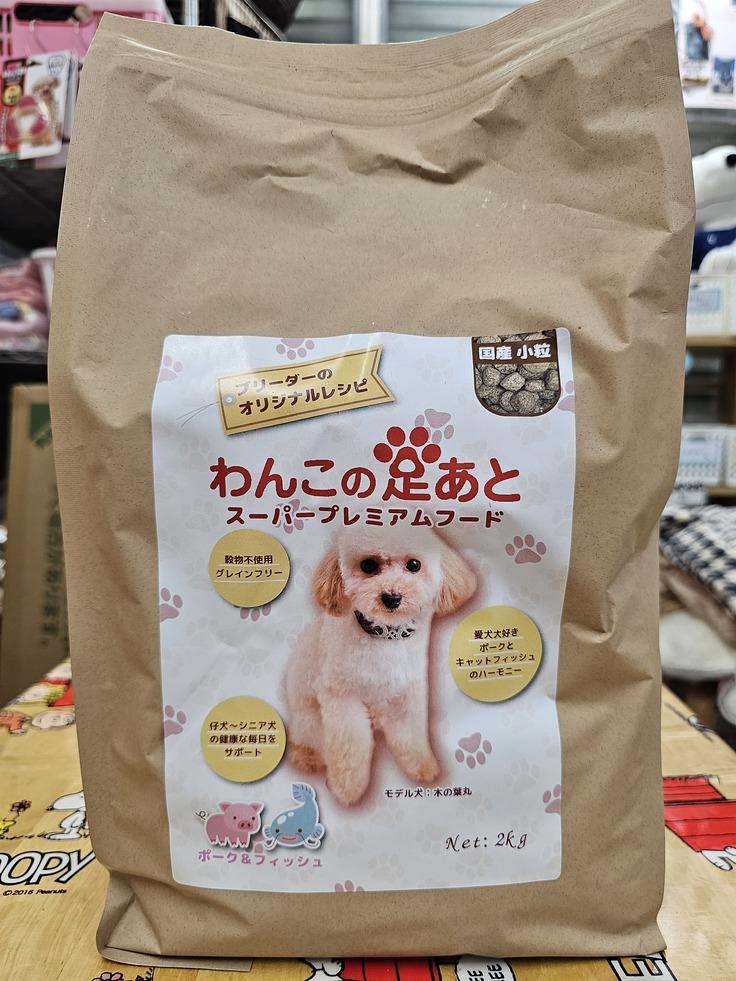 ブリーダーの
オリジナルレシピ
国産 小粒
わんこの足あと
スーパープレミアムフード
穀物不使用
グレインフリー
愛犬大好き
ポークと
キャットフィッシュ
のハーモニー
仔犬～シニア犬
の健康な毎日を
サポート
モデル犬：木の葉丸
ポーク&フィッシュ
Net: 2kg
OOPY
©2016 Peanuts